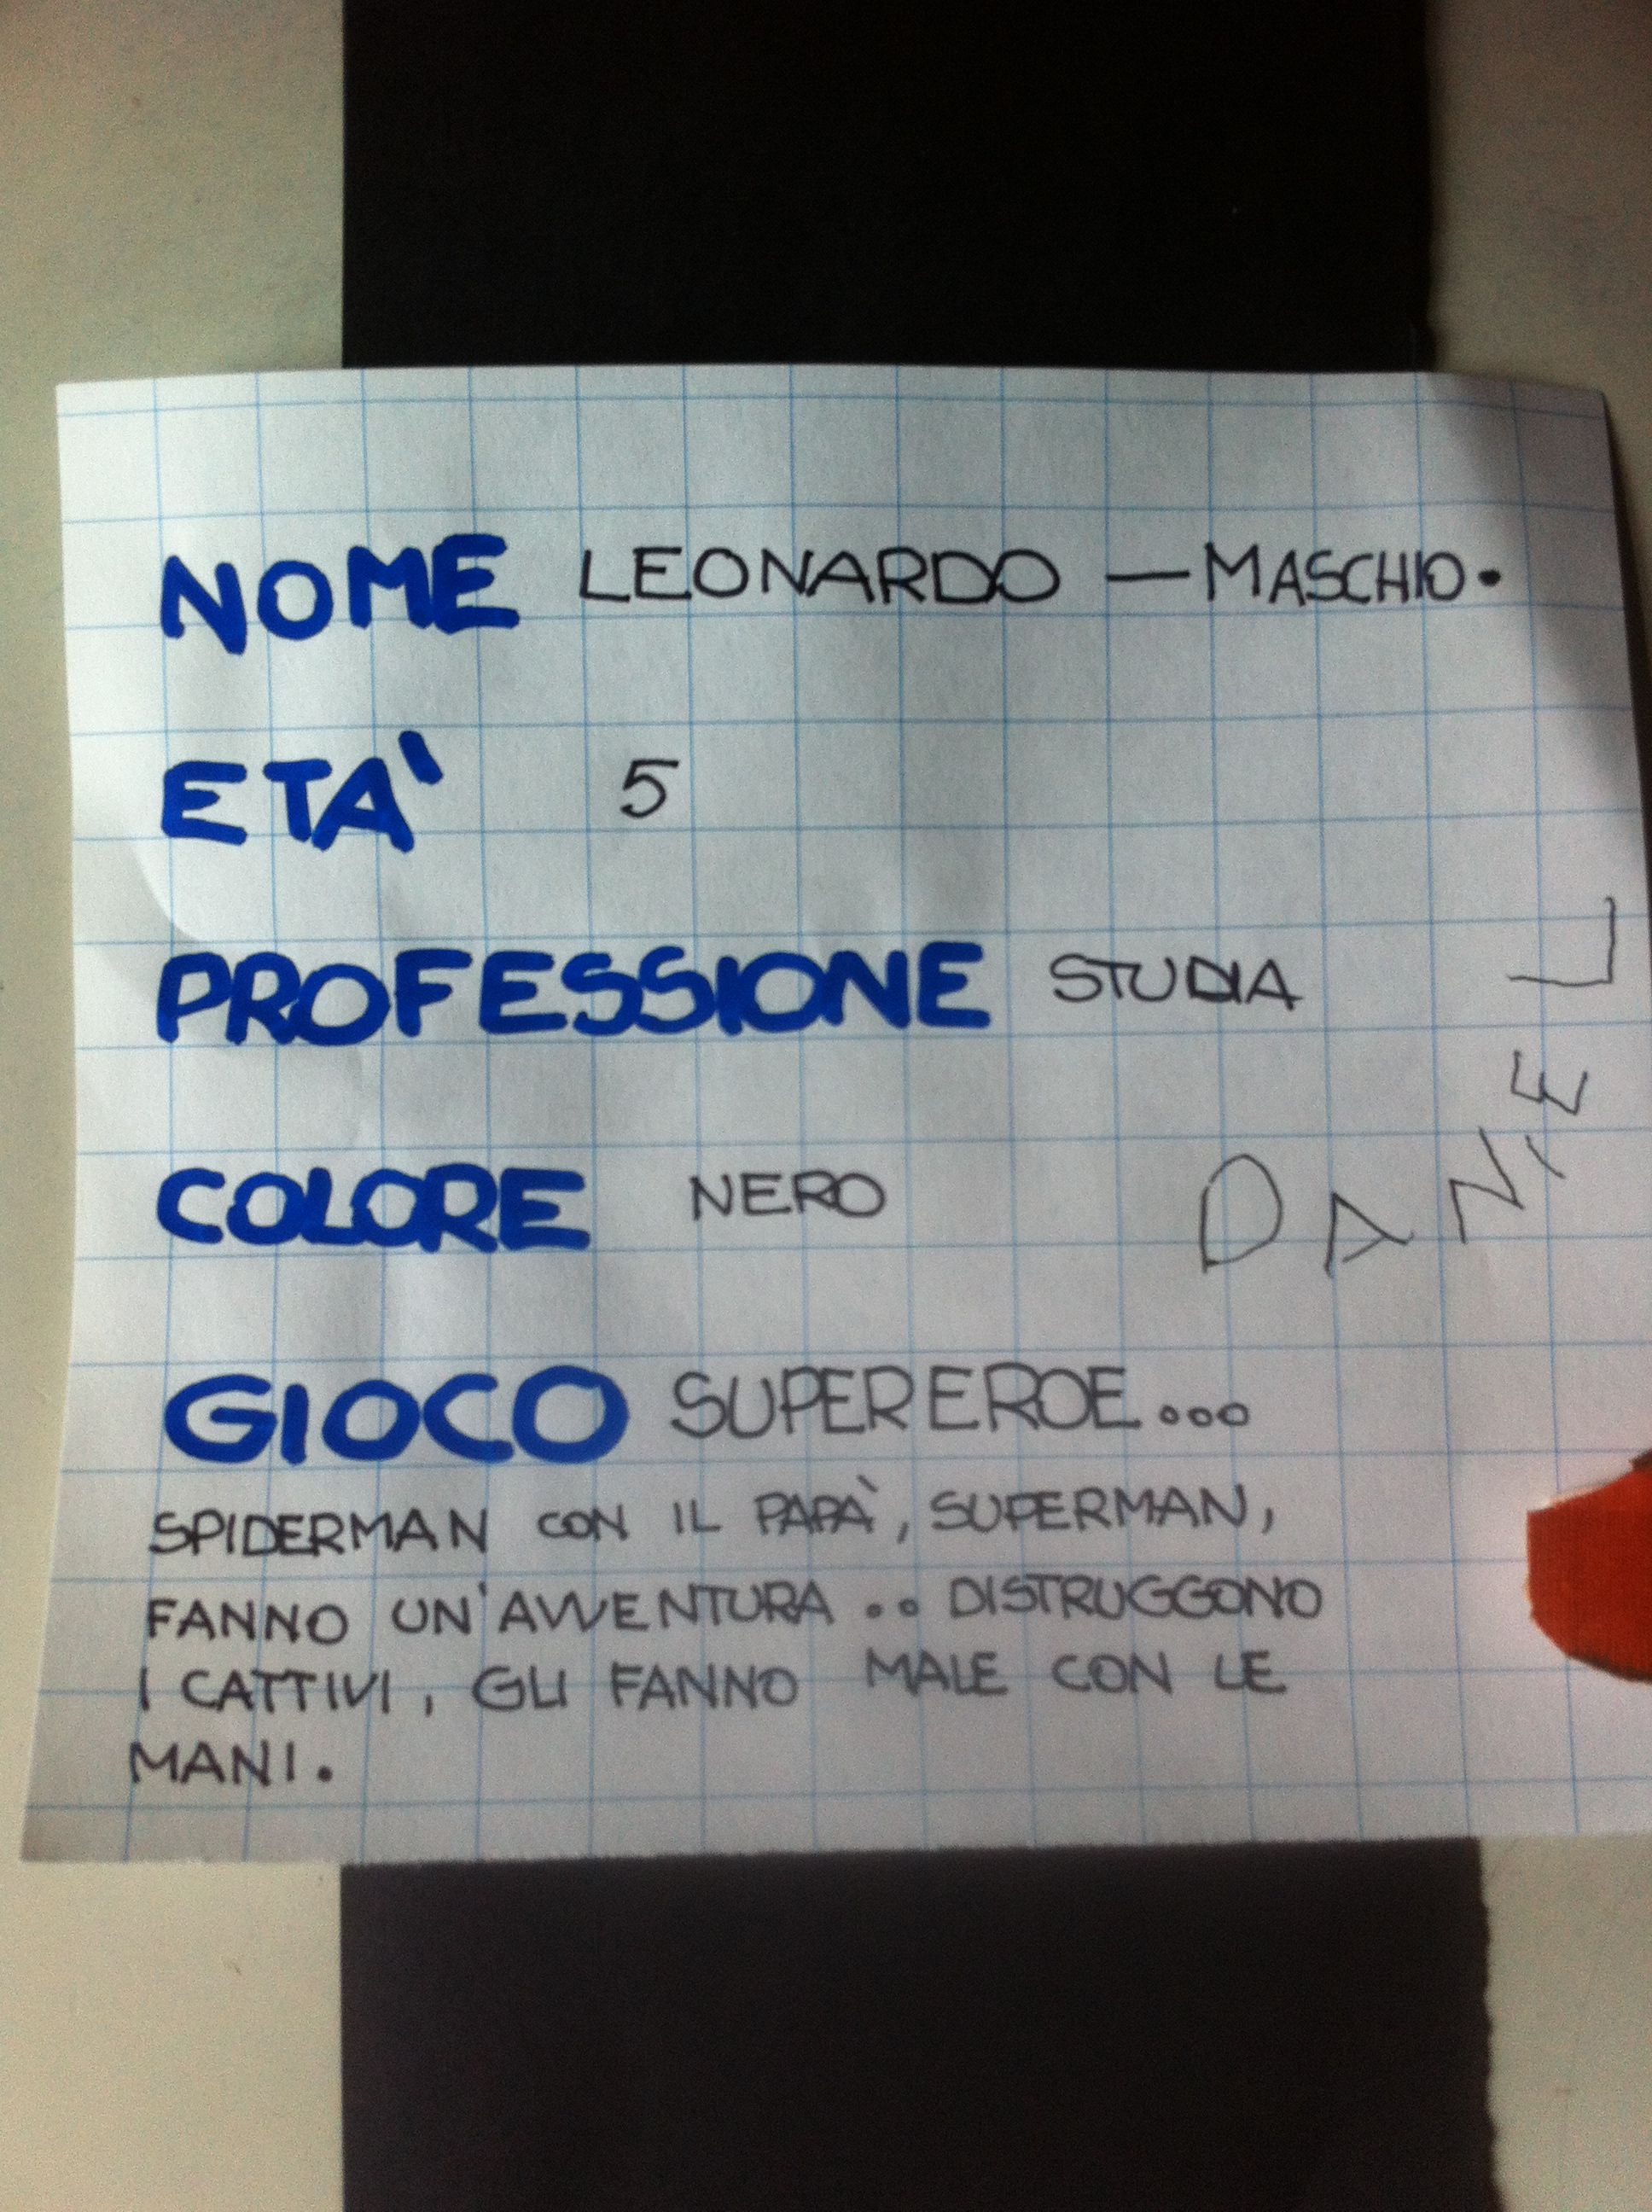 NOME LEONARDO — MASCHIO.
ETA' 5
PROFESSIONE STUDIA
COLORE NERO
DANIEL
GIOCO SUPEREROE...
SPIDERMAN CON IL PAPÀ, SUPERMAN,
FANNO UN'AVVENTURA .. DISTRUGGONO
I CATTIVI, GLI FANNO MALE CON LE
MANI.